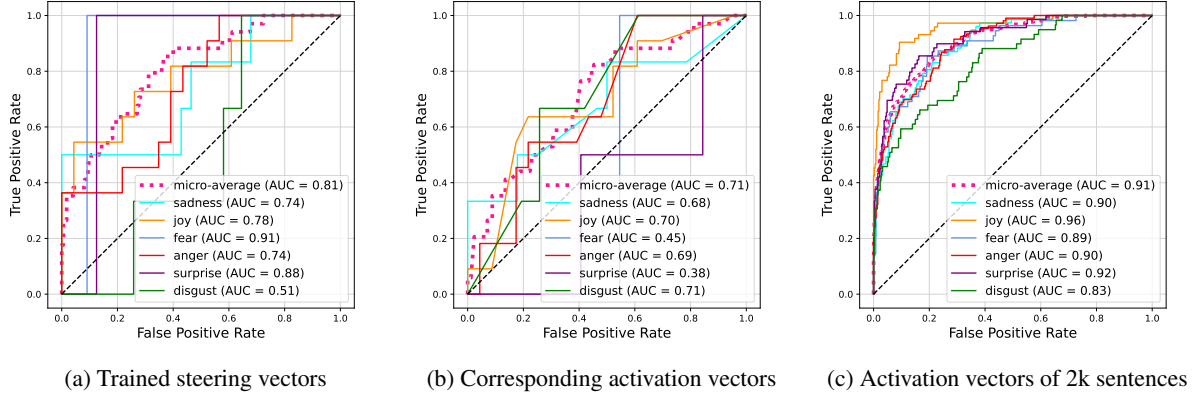 True Positive Rate
1.0
0.8
0.6
0.4
0.2
0.0
micro-average (AUC = 0.81)
sadness (AUC = 0.74)
joy (AUC = 0.78)
fear (AUC = 0.91)
anger (AUC = 0.74)
surprise (AUC = 0.88)
disgust (AUC = 0.51)
0.0 0.2 0.4 0.6 0.8 1.0
False Positive Rate
(a) Trained steering vectors
True Positive Rate
1.0
0.8
0.6
0.4
0.2
0.0
micro-average (AUC = 0.71)
sadness (AUC = 0.68)
joy (AUC = 0.70)
fear (AUC = 0.45)
anger (AUC = 0.69)
surprise (AUC = 0.38)
disgust (AUC = 0.71)
0.0 0.2 0.4 0.6 0.8 1.0
False Positive Rate
(b) Corresponding activation vectors
True Positive Rate
1.0
0.8
0.6
0.4
0.2
0.0
micro-average (AUC = 0.91)
sadness (AUC = 0.90)
joy (AUC = 0.96)
fear (AUC = 0.89)
anger (AUC = 0.90)
surprise (AUC = 0.92)
disgust (AUC = 0.83)
0.0 0.2 0.4 0.6 0.8 1.0
False Positive Rate
(c) Activation vectors of 2k sentences